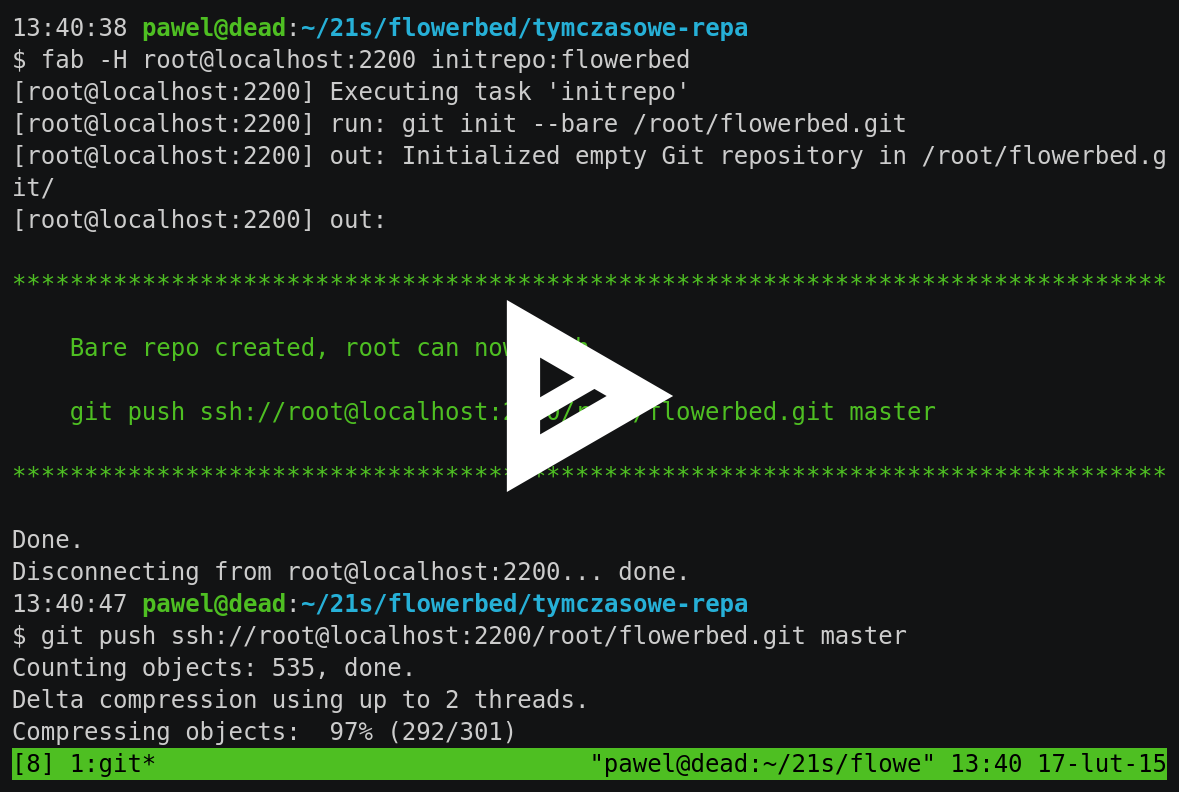 13:40:38 pawel@dead:~/21s/flowerbed/tymczasowe-repa
$ fab -H root@localhost:2200 initrepo:flowerbed
[root@localhost:2200] Executing task 'initrepo'
[root@localhost:2200] run: git init --bare /root/flowerbed.git
[root@localhost:2200] out: Initialized empty Git repository in /root/flowerbed.g
it/
[root@localhost:2200] out:
********************************************************************************
Bare repo created, root can now
git push ssh://root@localhost:2200/root/flowerbed.git master
********************************************************************************
Done.
Disconnecting from root@localhost:2200... done.
13:40:47 pawel@dead:~/21s/flowerbed/tymczasowe-repa
$ git push ssh://root@localhost:2200/root/flowerbed.git master
Counting objects: 535, done.
Delta compression using up to 2 threads.
Compressing objects:  97% (292/301)
[8] 1:git* "pawel@dead:~/21s/flowe" 13:40 17-lut-15